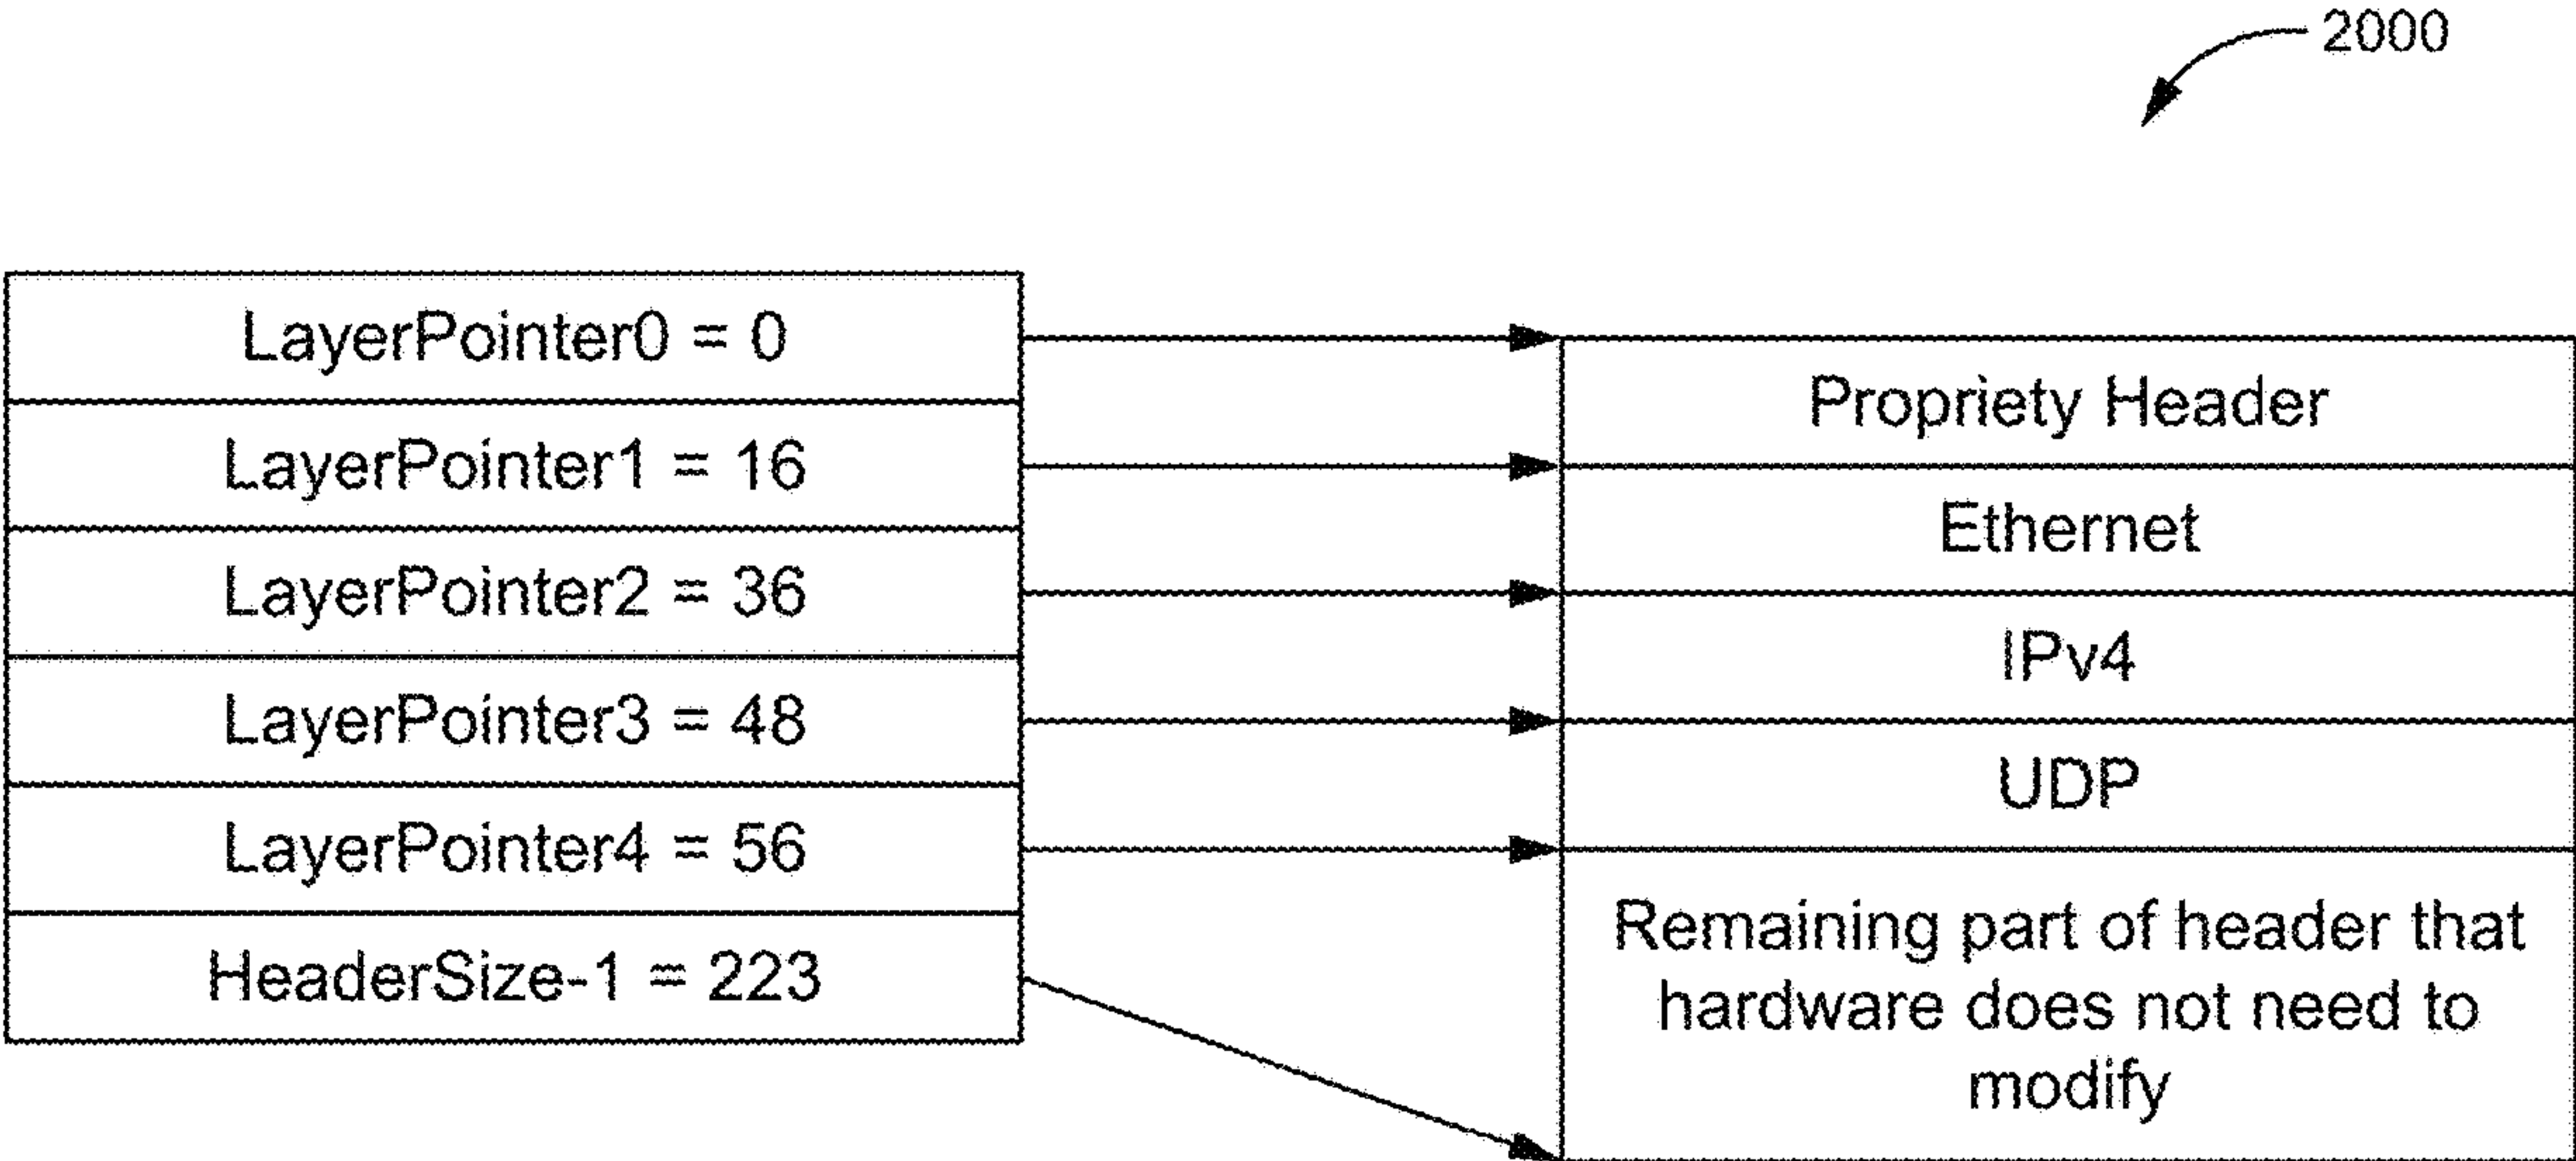 2000
LayerPointer0 = 0
LayerPointer1 = 16
LayerPointer2 = 36
LayerPointer3 = 48
LayerPointer4 = 56
HeaderSize-1 = 223
Propriety Header
Ethernet
IPv4
UDP
Remaining part of header that
hardware does not need to
modify